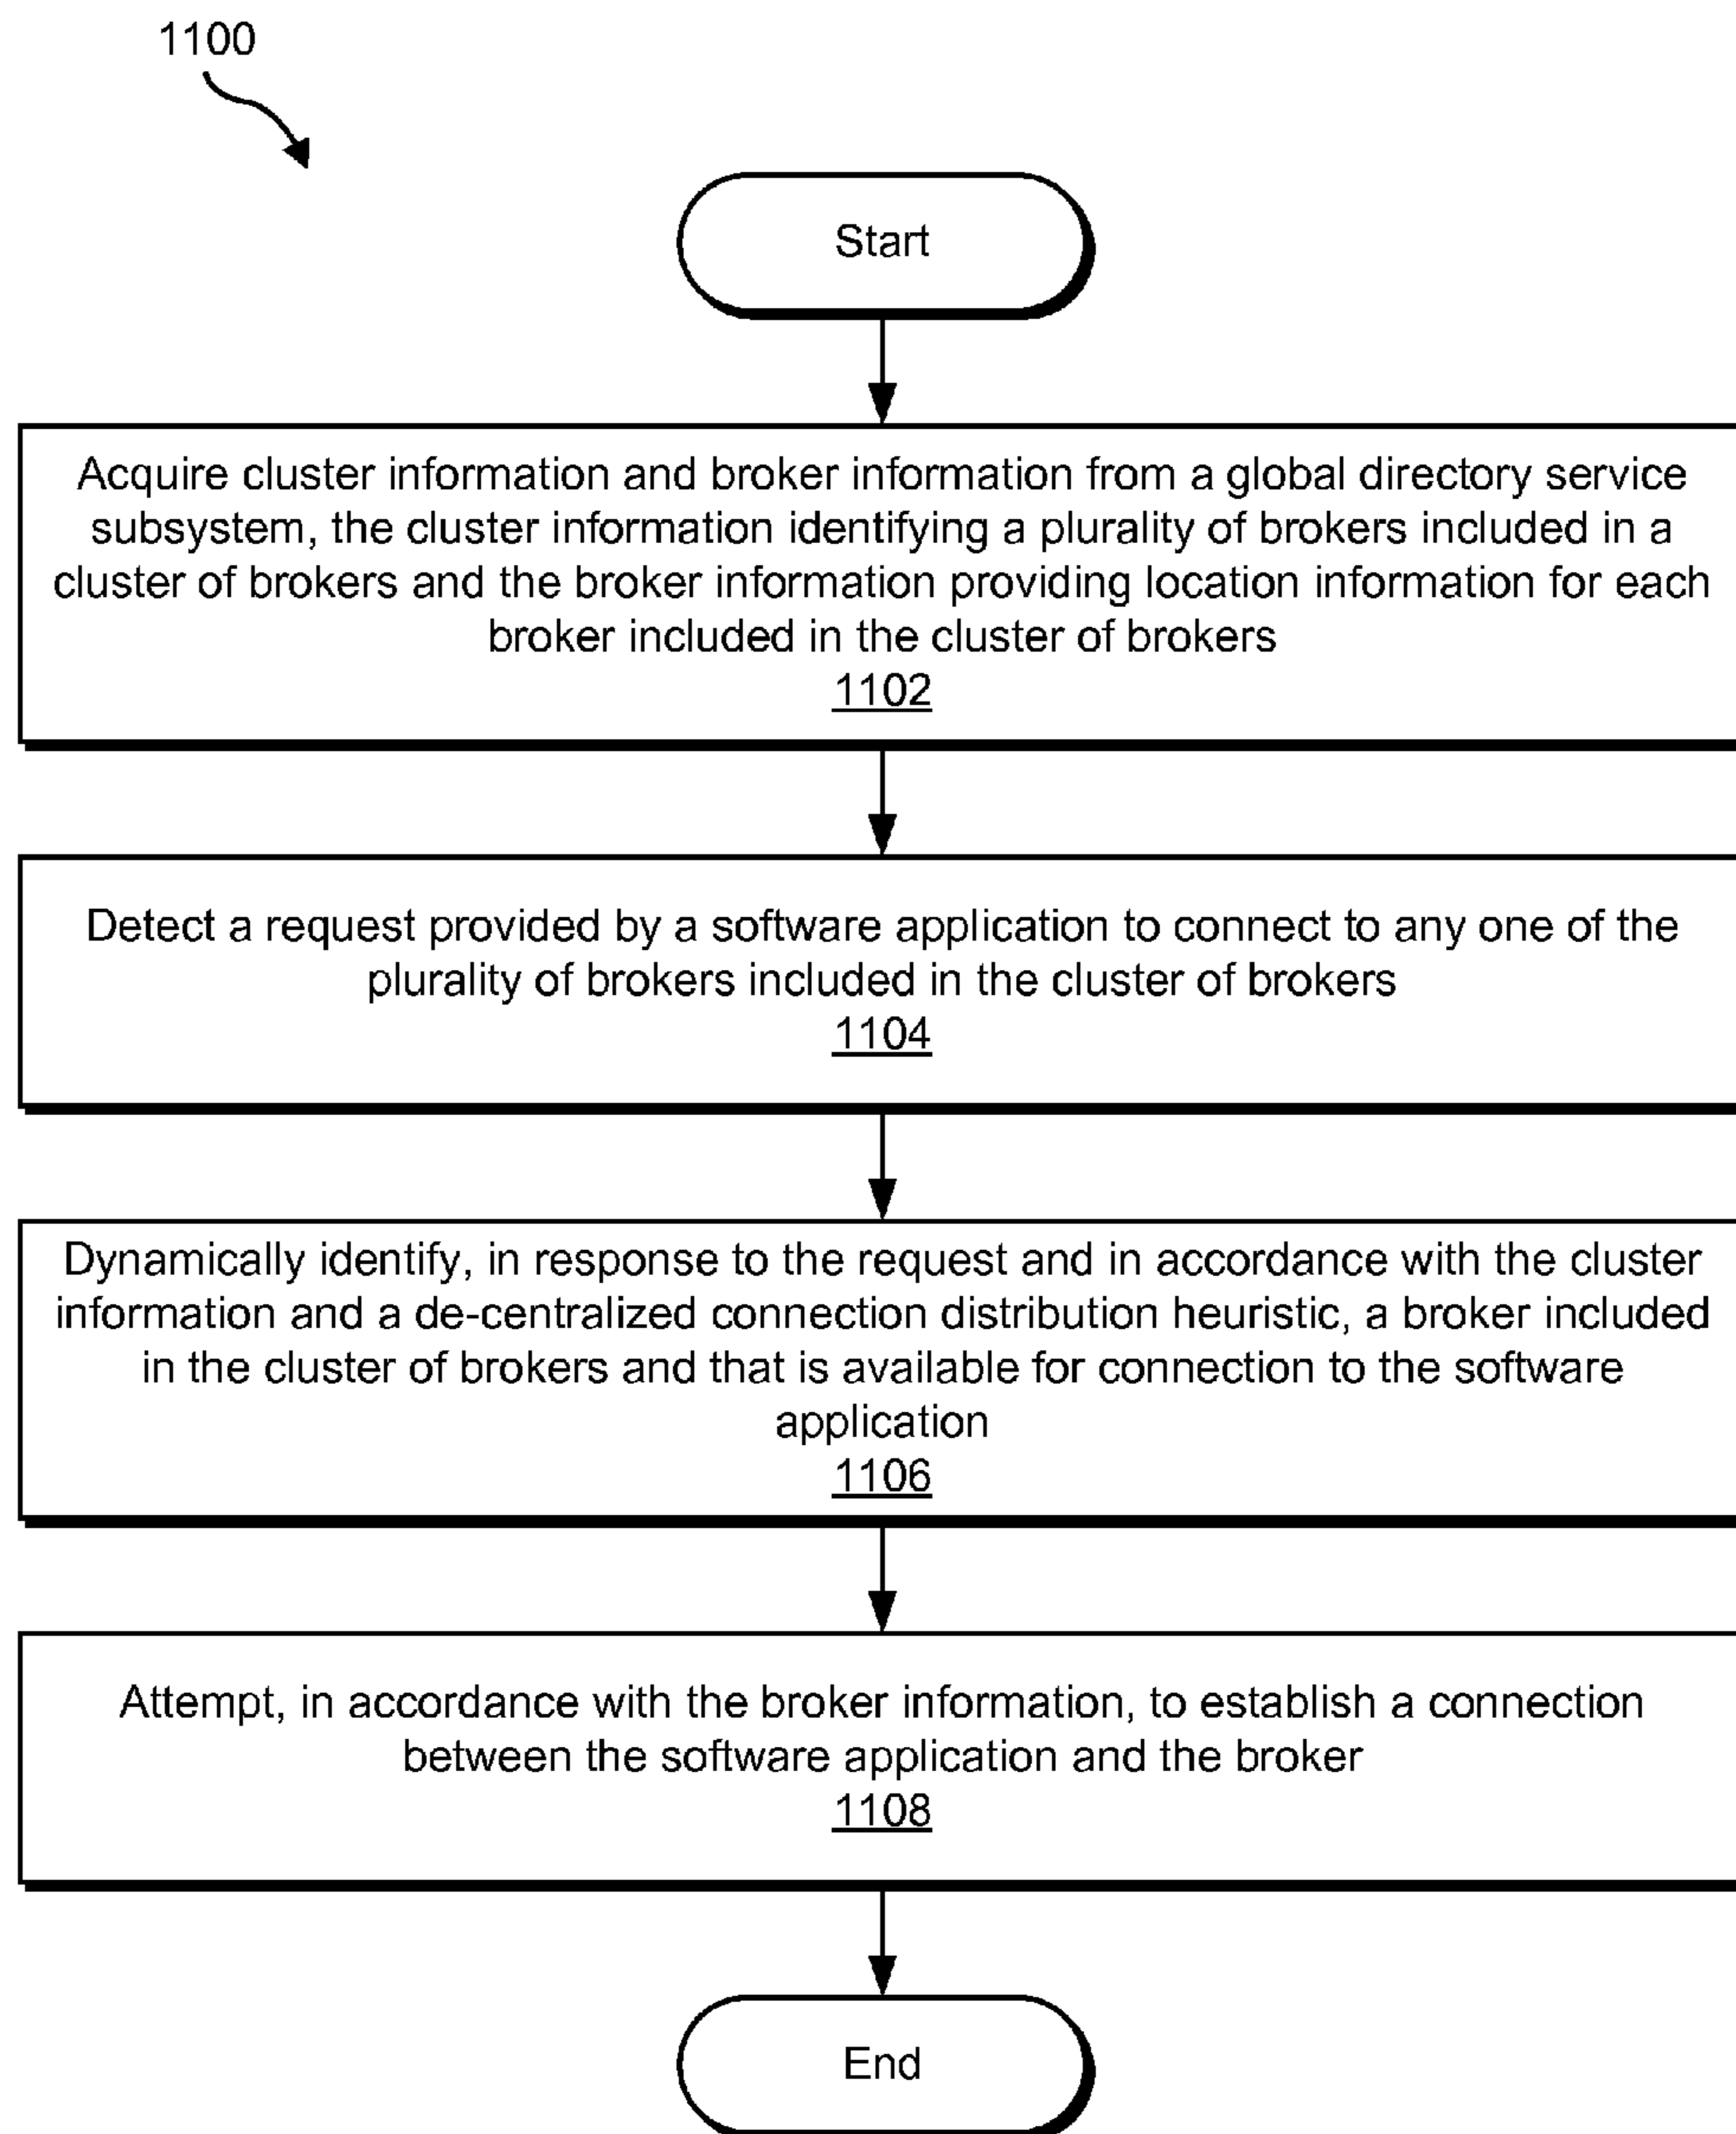 1100
Start
Acquire cluster information and broker information from a global directory service
subsystem, the cluster information identifying a plurality of brokers included in a
cluster of brokers and the broker information providing location information for each
broker included in the cluster of brokers
1102
Detect a request provided by a software application to connect to any one of the
plurality of brokers included in the cluster of brokers
1104
Dynamically identify, in response to the request and in accordance with the cluster
information and a de-centralized connection distribution heuristic, a broker included
in the cluster of brokers and that is available for connection to the software
application
1106
Attempt, in accordance with the broker information, to establish a connection
between the software application and the broker
1108
End